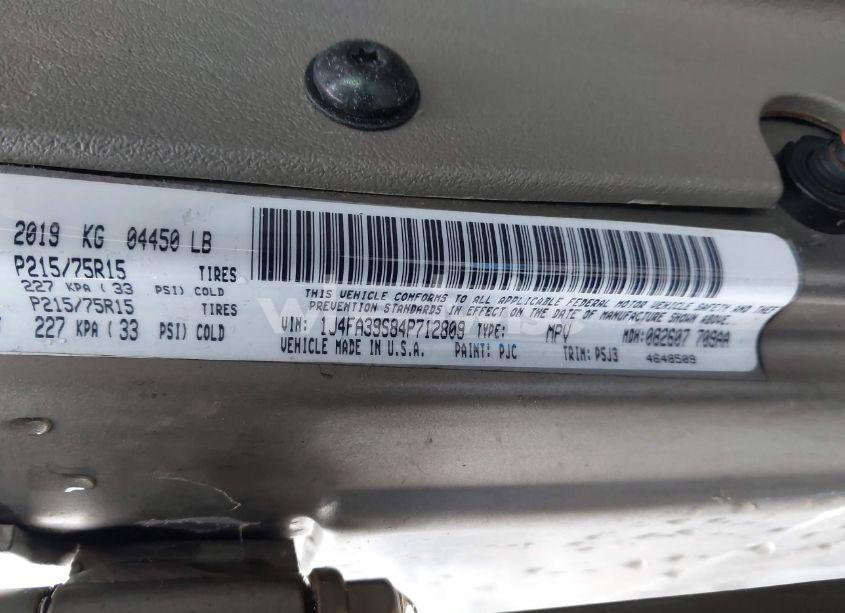 2019 KG 04450 LB
P215/75R15 TIRES
227 KPA ( 33 PSI) COLD
P215/75R15 TIRES
227 KPA ( 33 PSI) COLD
THIS VEHICLE CONFORMS TO ALL APPLICABLE FEDERAL MOTOR VEHICLE SAFETY AND THEFT
PREVENTION STANDARDS IN EFFECT ON THE DATE OF MANUFACTURE SHOWN ABOVE.
VIN: 1J4FA39S84P712809 TYPE: MPV MDH: 082607 709AA
VEHICLE MADE IN U.S.A. PAINT: PJC TRIM: P5J3 4648509